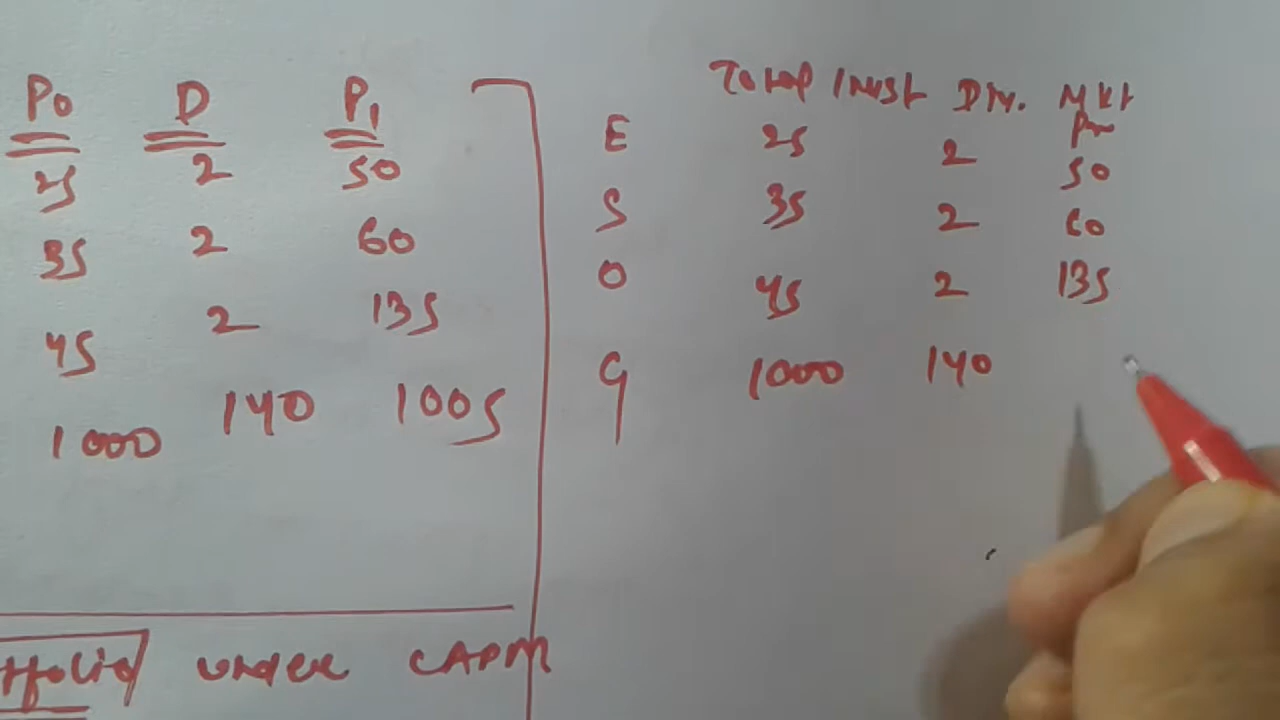 P0 D P1
25 2 50
35 2 60
45 2 135
1000 140 1005
Total Invst Div. Mkt Pr
E 25 2 50
S 35 2 60
O 45 2 135
G 1000 140
tfolio under CAPM